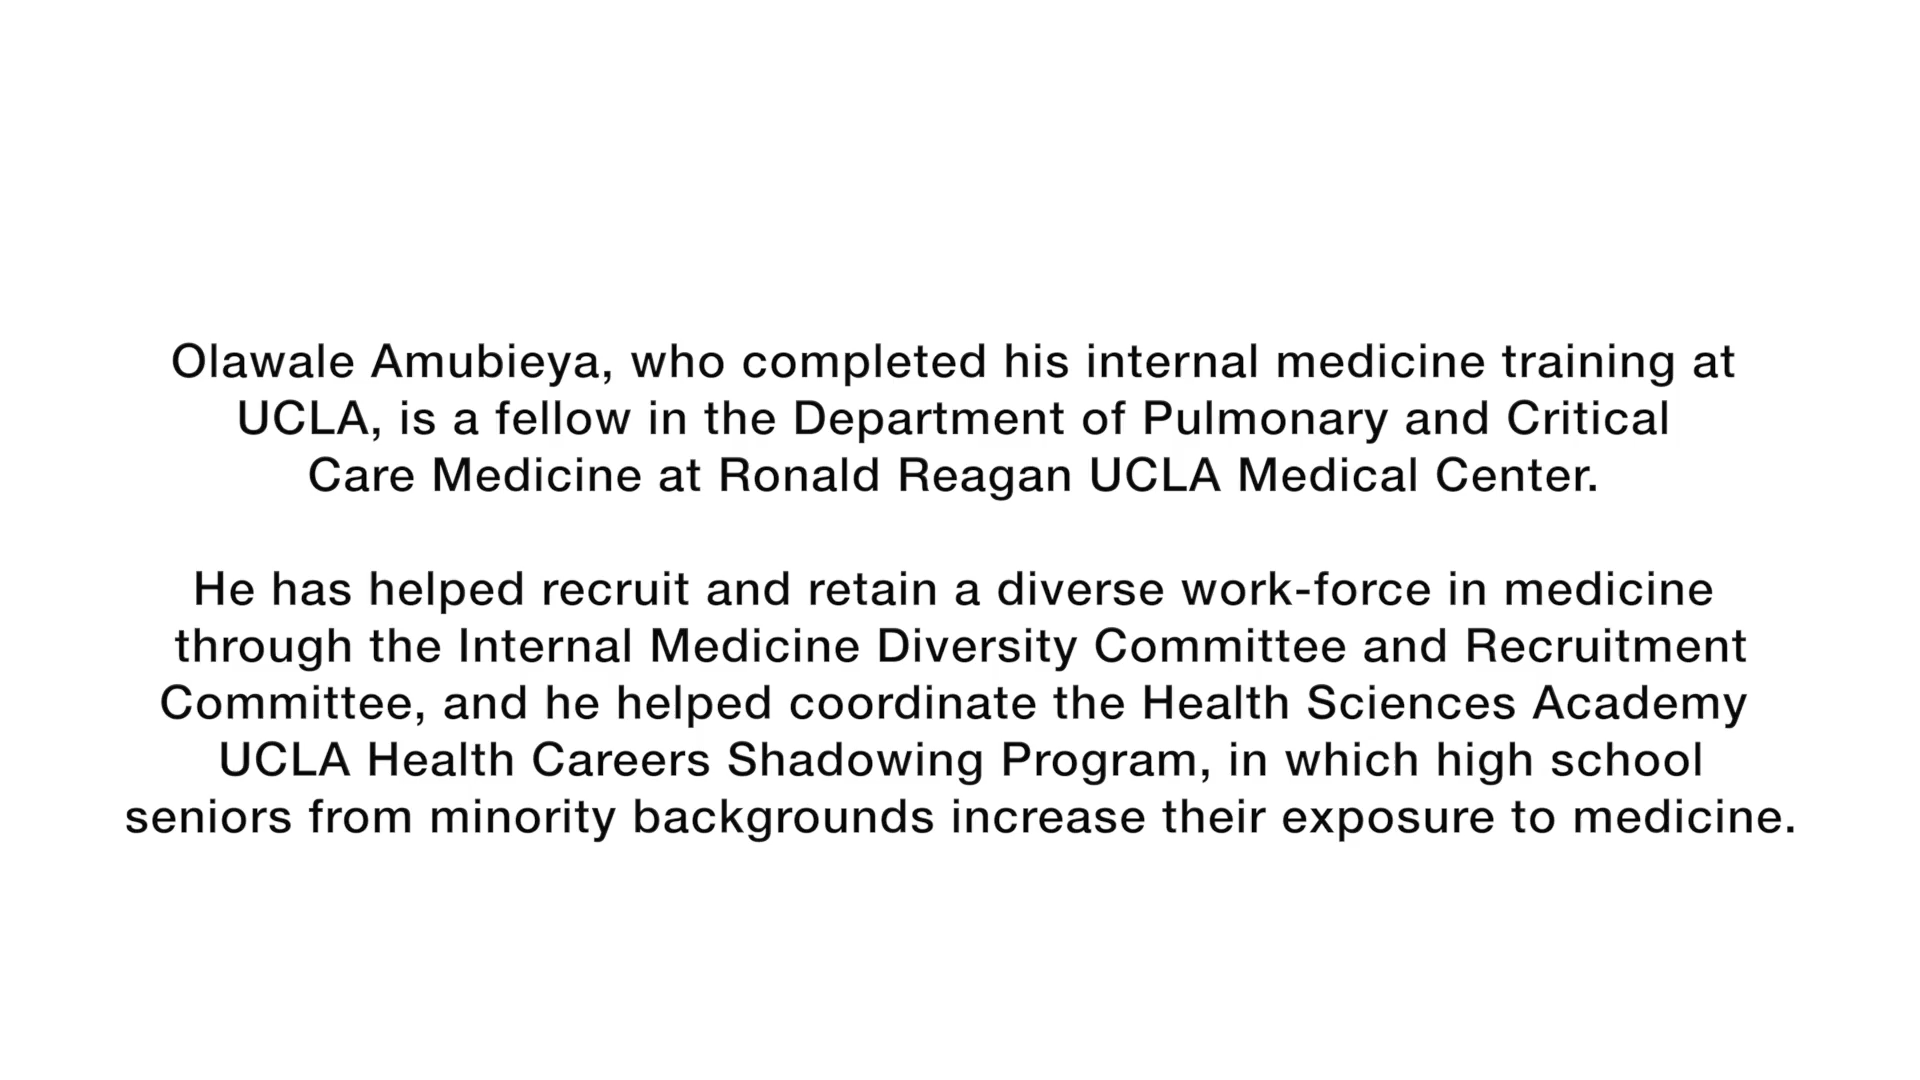 Olawale Amubieya, who completed his internal medicine training at
UCLA, is a fellow in the Department of Pulmonary and Critical
Care Medicine at Ronald Reagan UCLA Medical Center.
He has helped recruit and retain a diverse work-force in medicine
through the Internal Medicine Diversity Committee and Recruitment
Committee, and he helped coordinate the Health Sciences Academy
UCLA Health Careers Shadowing Program, in which high school
seniors from minority backgrounds increase their exposure to medicine.